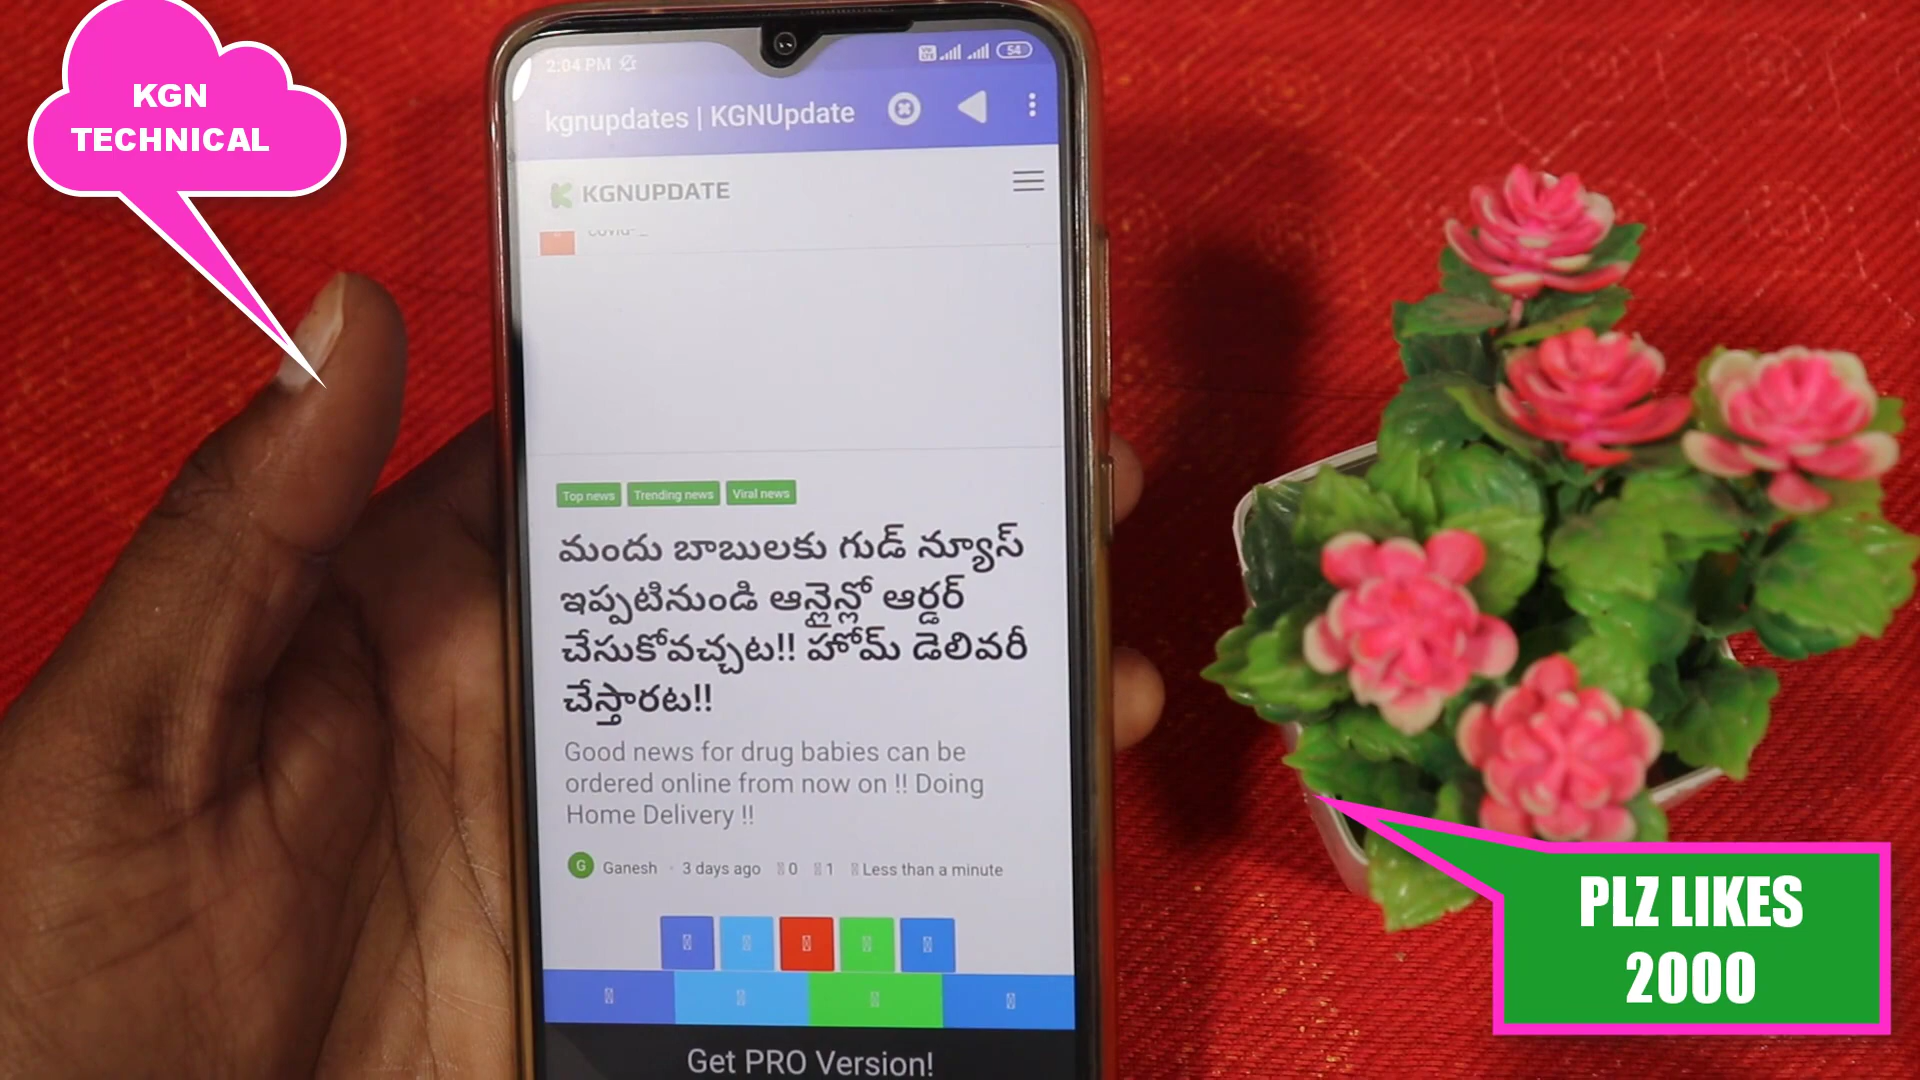 KGN
TECHNICAL
2:04 PM
54
kgnupdates | KGNUpdate
KGNUPDATE
Top news Trending news Viral news
మందు బాబులకు గుడ్ న్యూస్
ఇప్పటినుండి ఆన్లైన్లో ఆర్డర్
చేసుకోవచ్చట!! హోమ్ డెలివరీ
చేస్తారట!!
Good news for drug babies can be
ordered online from now on !! Doing
Home Delivery !!
G Ganesh · 3 days ago 0 1 Less than a minute
Get PRO Version!
PLZ LIKES
2000